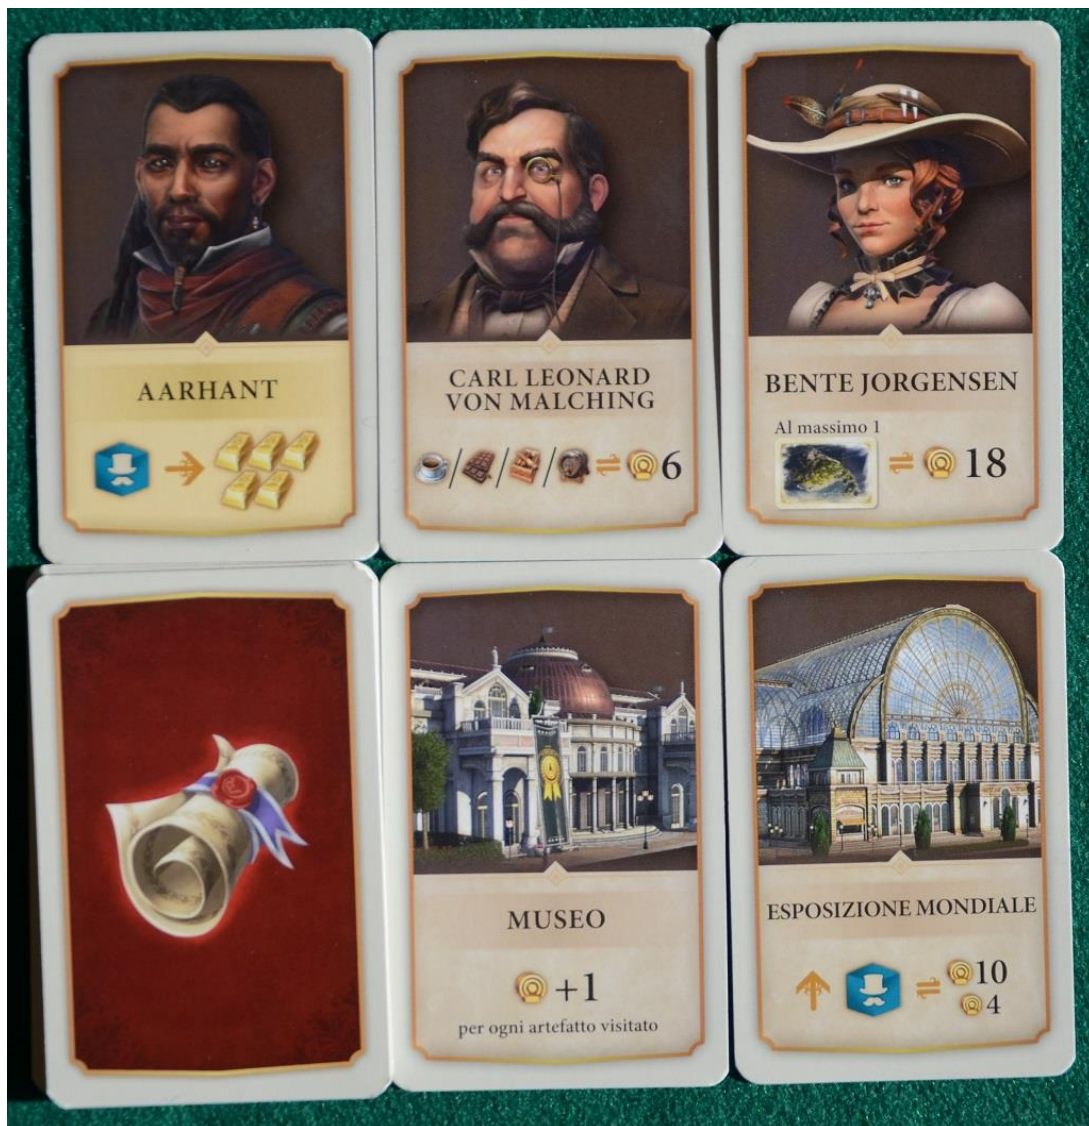 AARHANT
CARL LEONARD
VON MALCHING
6
BENTE JORGENSEN
Al massimo 1
18
MUSEO
+1
per ogni artefatto visitato
ESPOSIZIONE MONDIALE
10
4